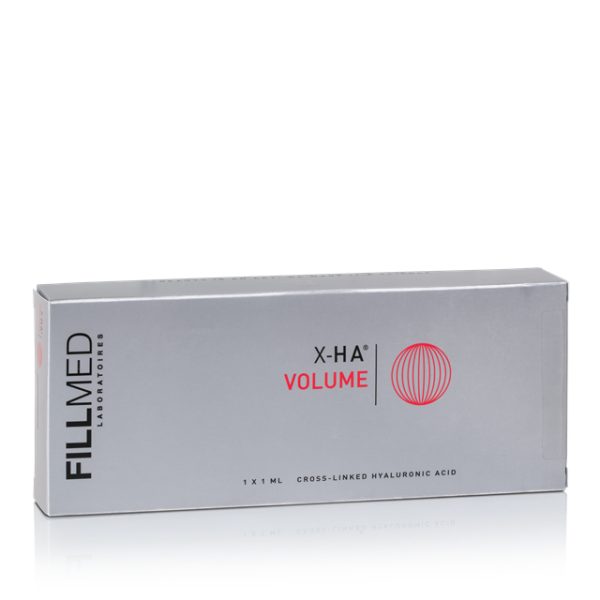 FILLMED
LABORATOIRES
X-HA®
VOLUME
1 X 1 ML CROSS-LINKED HYALURONIC ACID